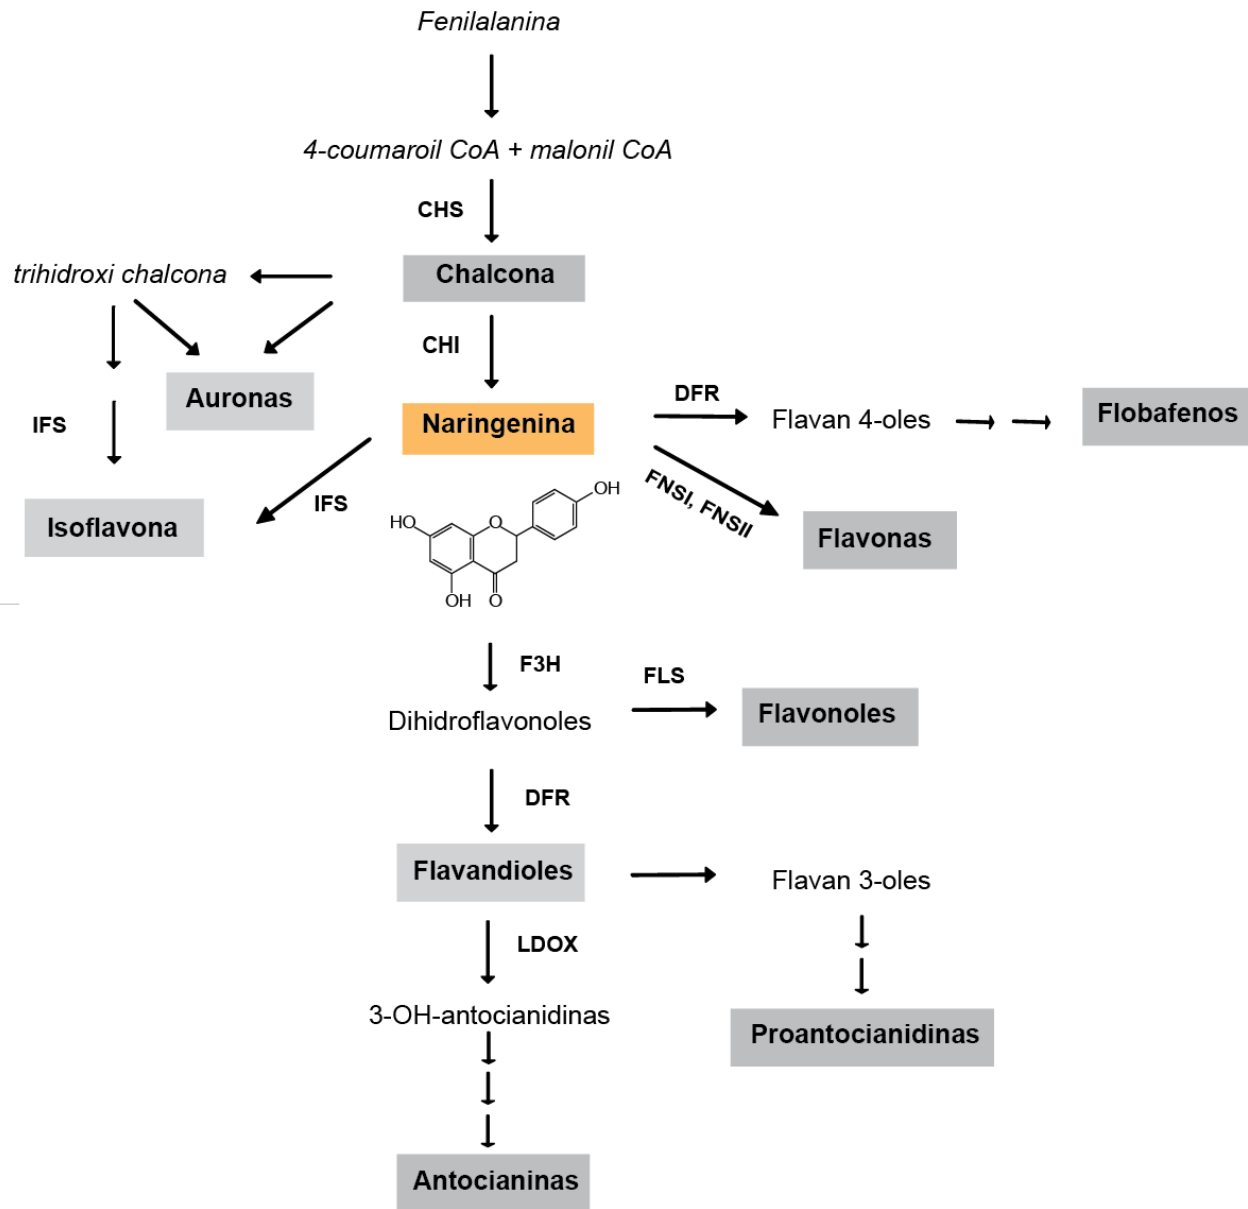 Fenilalanina
4-coumaroil CoA + malonil CoA
CHS
trihidroxi chalcona
Chalcona
CHI
Auronas
IFS
Naringenina
DFR
Flavan 4-oles
Flobafenos
Isoflavona
IFS
FNSI, FNSII
Flavonas
OH
HO
O
OH
O
F3H
FLS
Dihidroflavonoles
Flavonoles
DFR
Flavandioles
Flavan 3-oles
LDOX
3-OH-antocianidinas
Proantocianidinas
Antocianinas